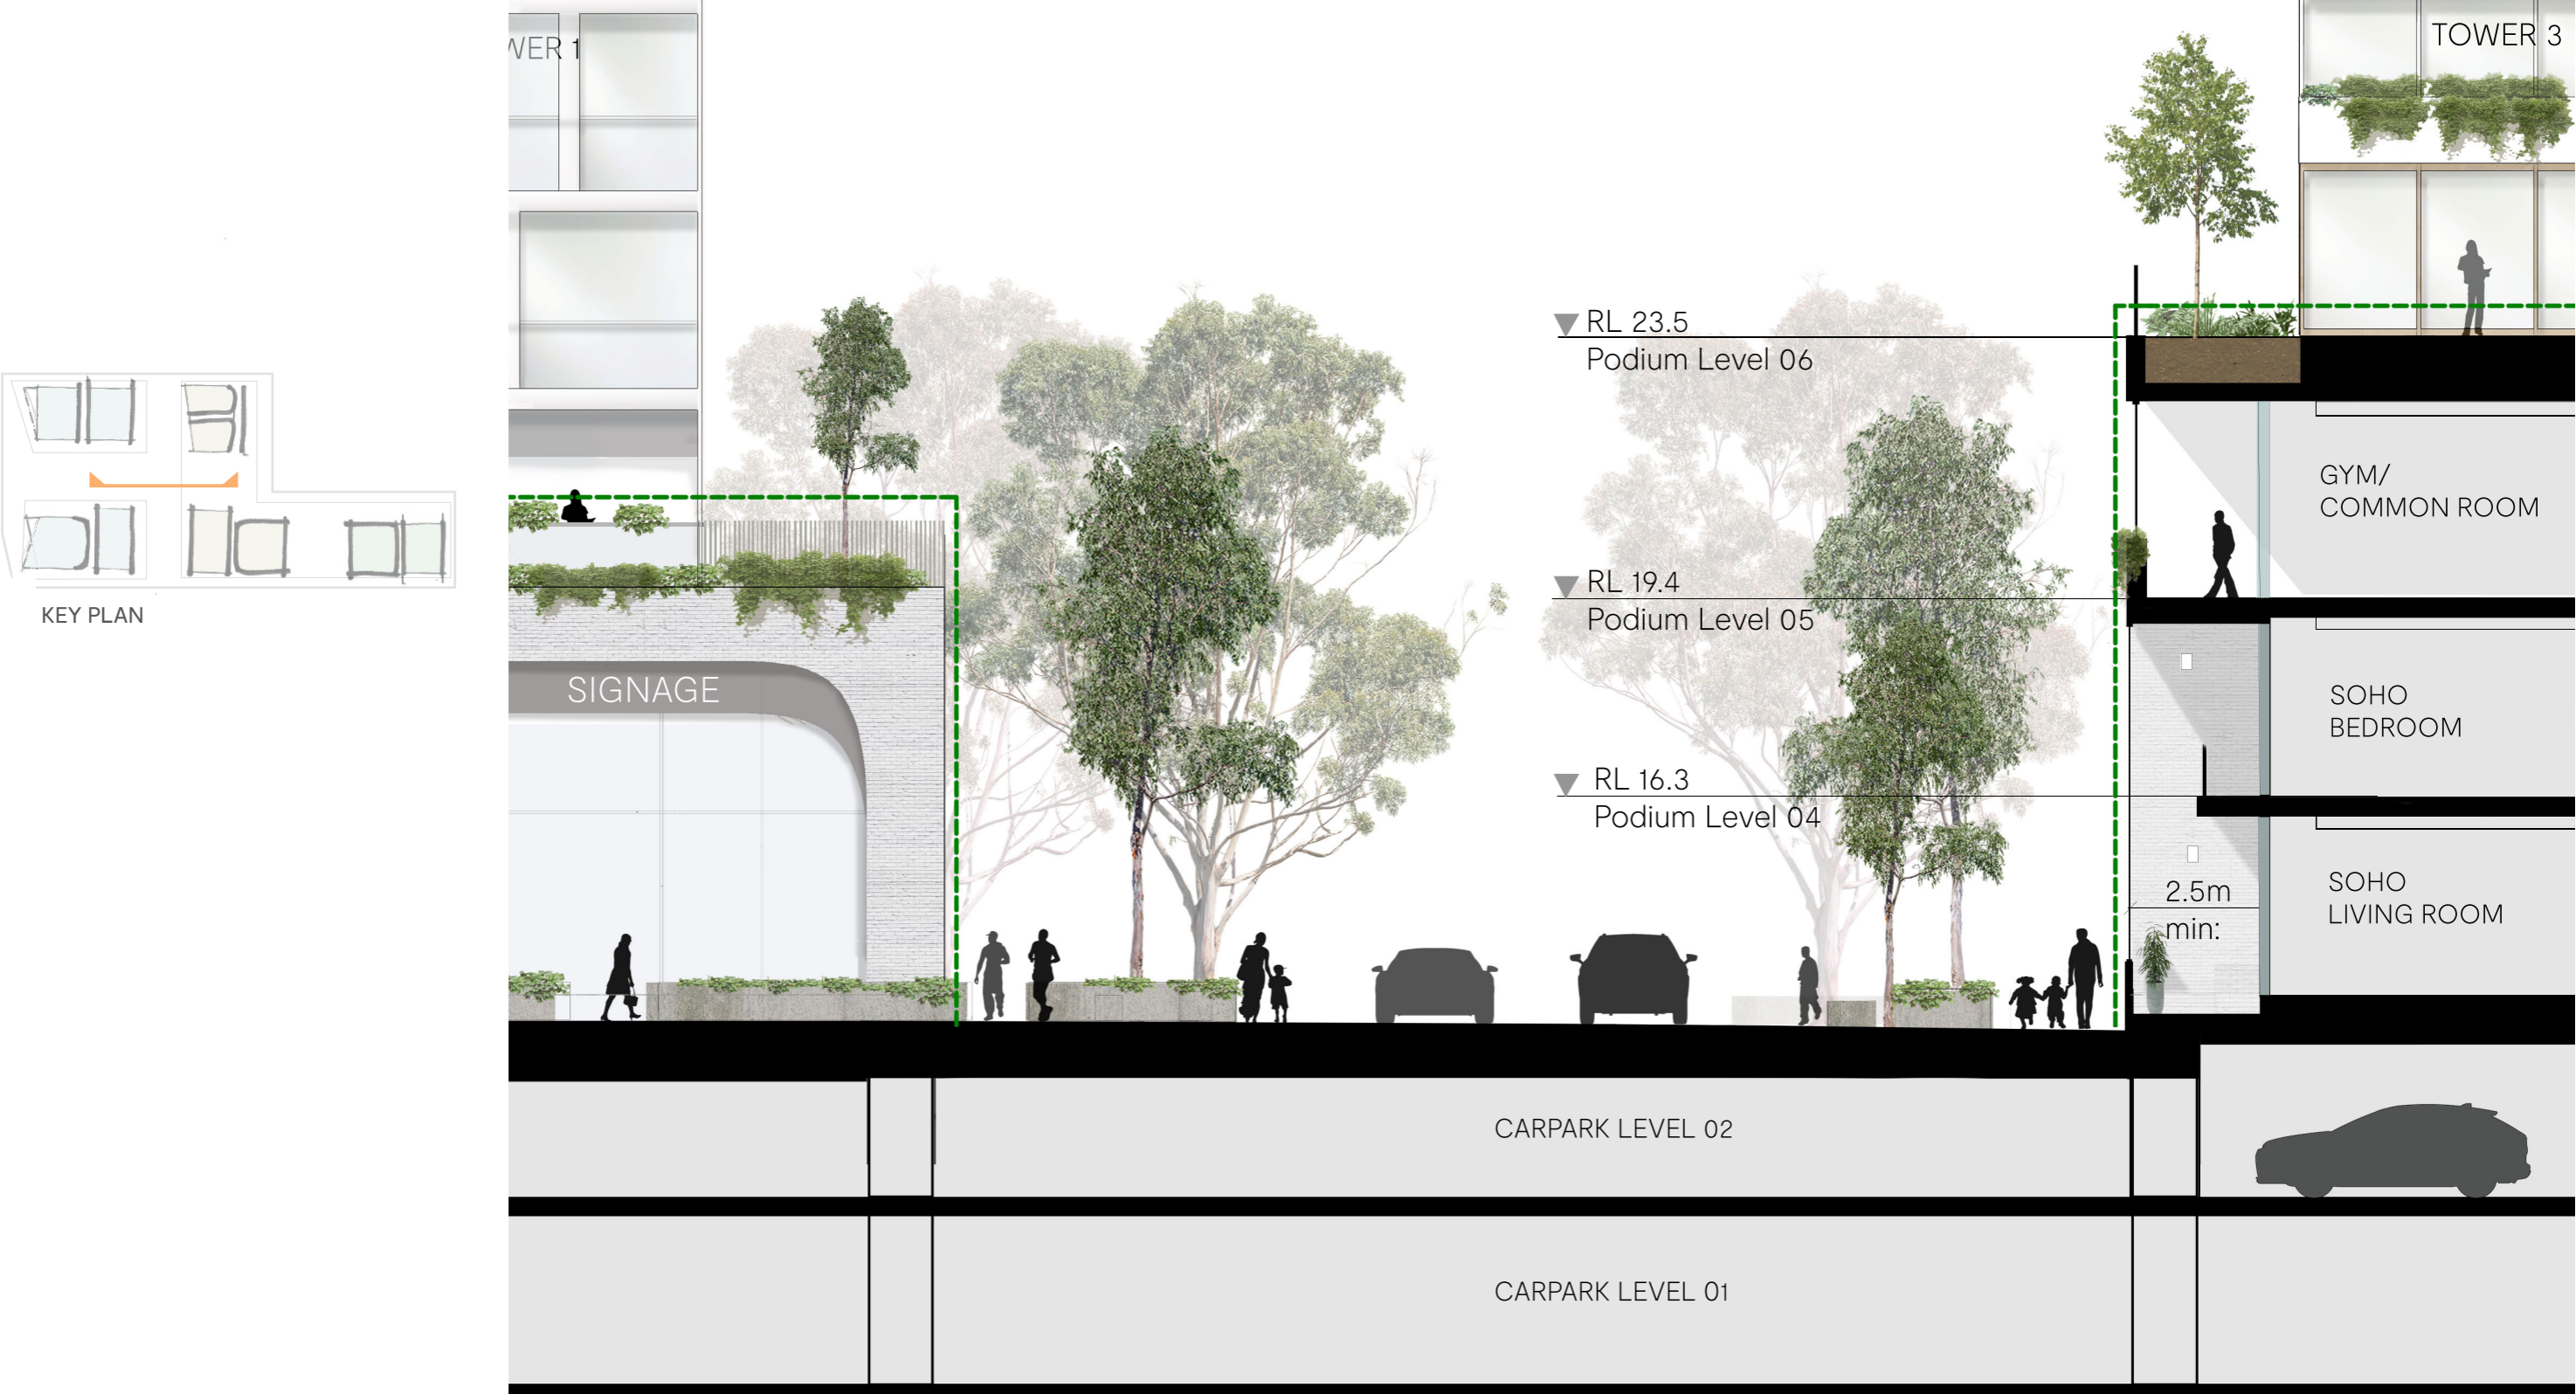 WER 1
TOWER 3
RL 23.5
Podium Level 06
GYM/
COMMON ROOM
RL 19.4
Podium Level 05
KEY PLAN
SIGNAGE
SOHO
BEDROOM
RL 16.3
Podium Level 04
2.5m
min:
SOHO
LIVING ROOM
CARPARK LEVEL 02
CARPARK LEVEL 01